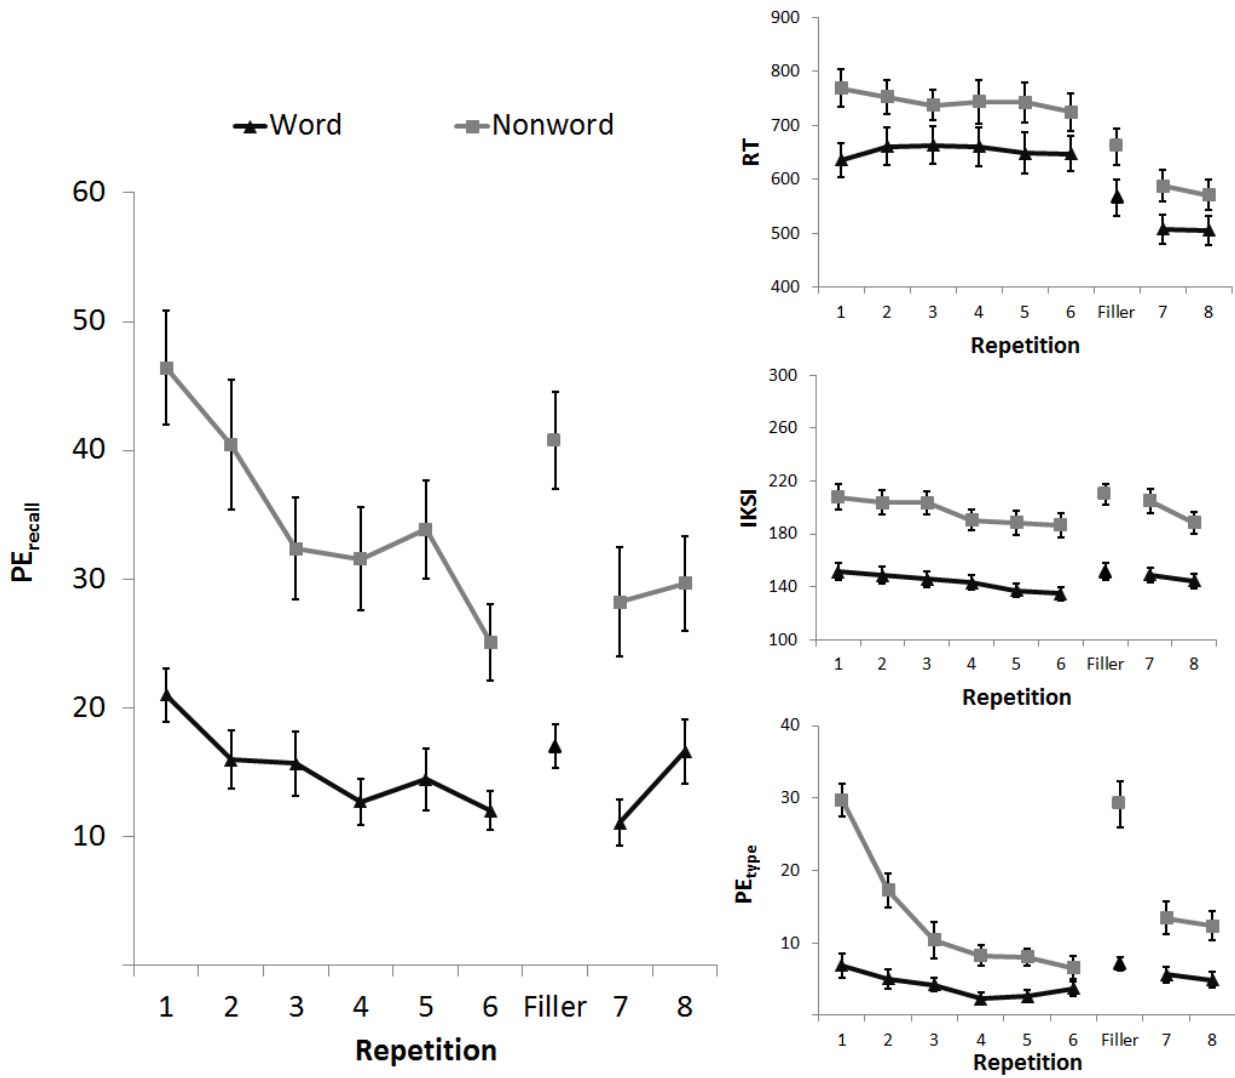 Word Nonword
60
50
40
30
20
10
PErecall
1 2 3 4 5 6 Filler 7 8
Repetition
900
800
700
600
500
400
RT
1 2 3 4 5 6 Filler 7 8
Repetition
300
260
220
180
140
100
IKSI
1 2 3 4 5 6 Filler 7 8
Repetition
40
30
20
10
PEtype
1 2 3 4 5 6 Filler 7 8
Repetition